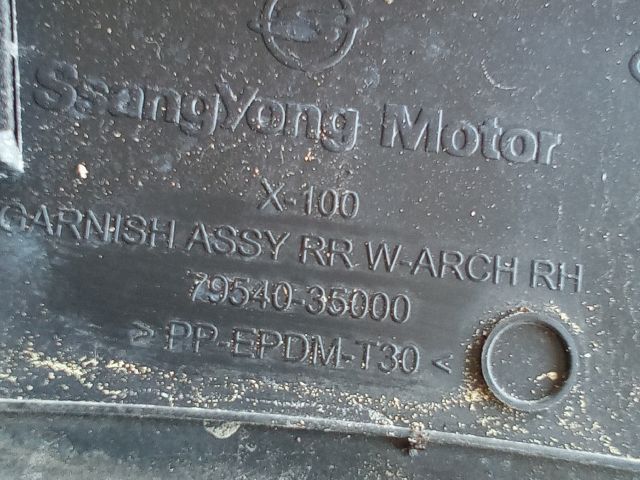 SsangYong Motor
X-100
GARNISH ASSY RR W-ARCH RH
79540-35000
> PP-EPDM-T30 <